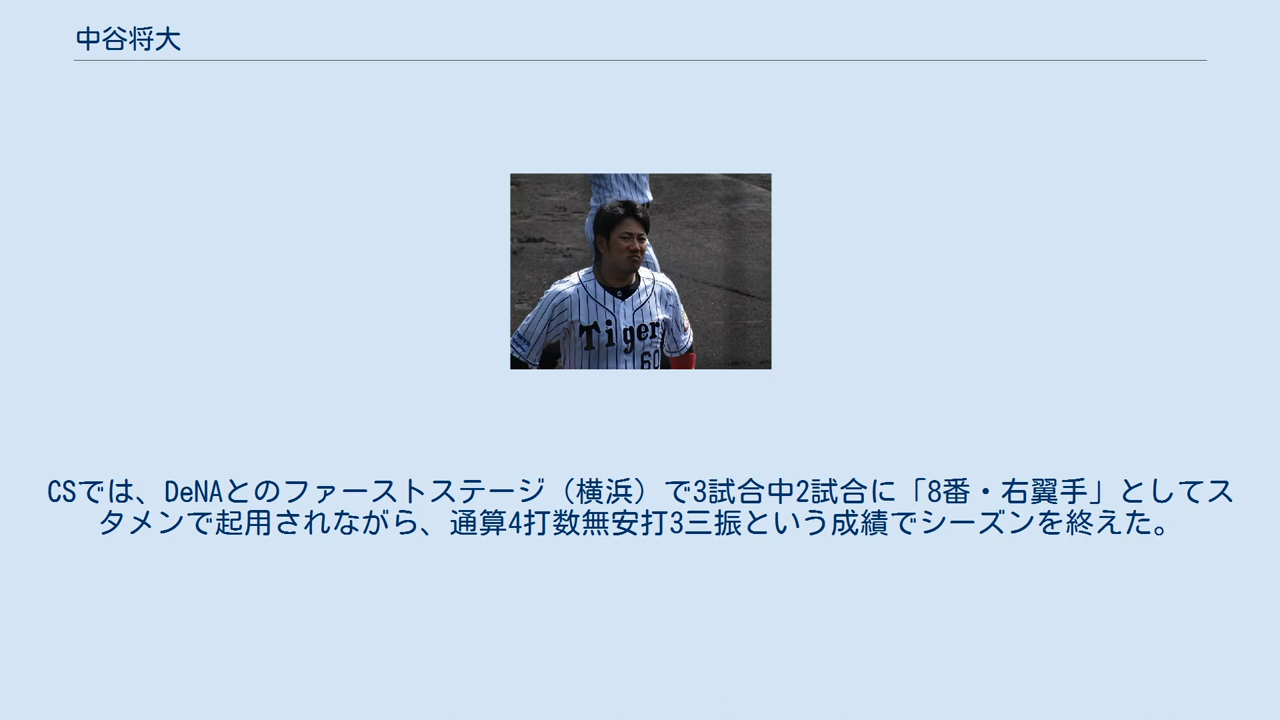 中谷将大
Tiger
60
CSでは、DeNAとのファーストステージ（横浜）で3試合中2試合に「8番・右翼手」としてス
タメンで起用されながら、通算4打数無安打3三振という成績でシーズンを終えた。